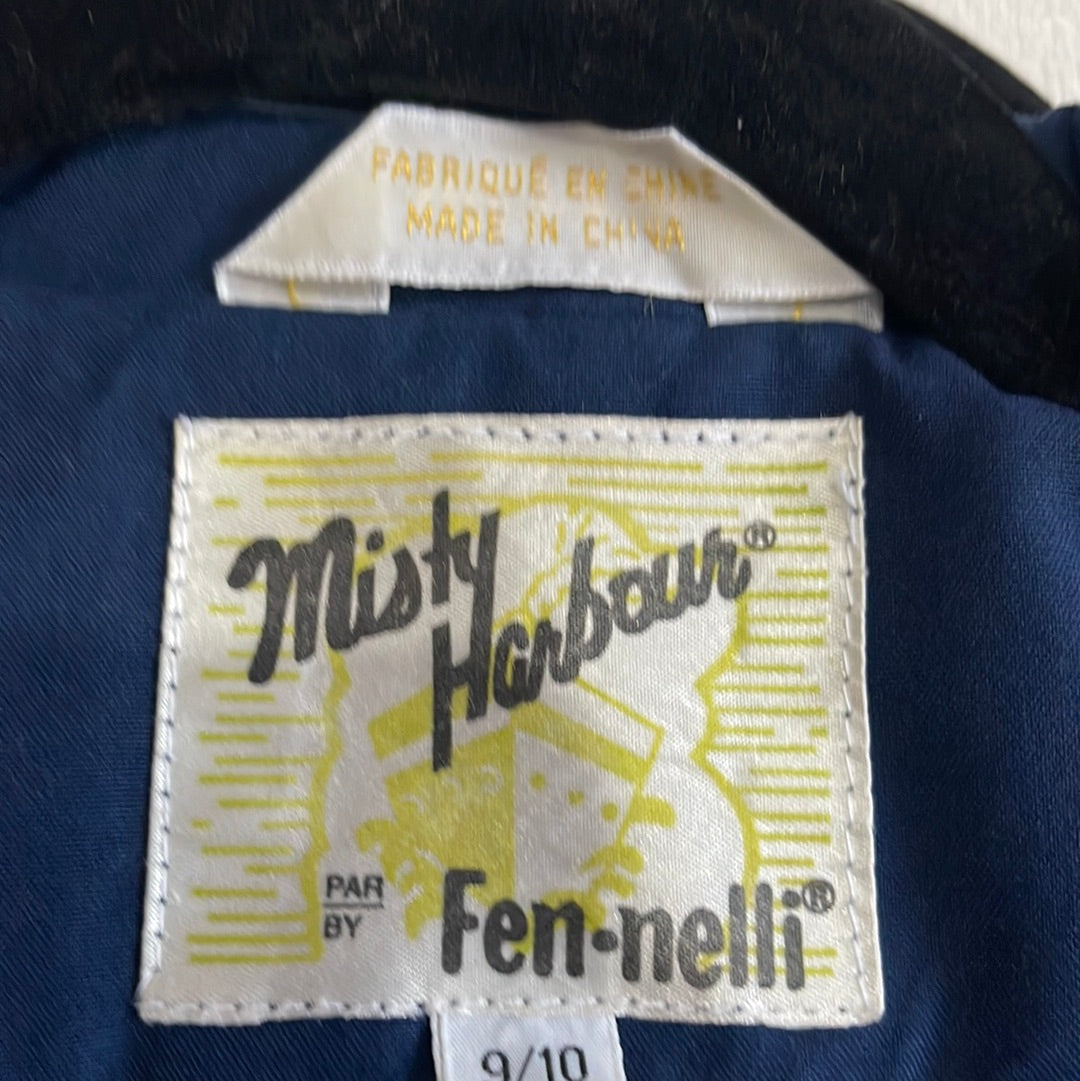 FABRIQUÉ EN CHINE
MADE IN CHINA
Misty
Harbour®
PAR
BY
Fen-nelli®
9/10